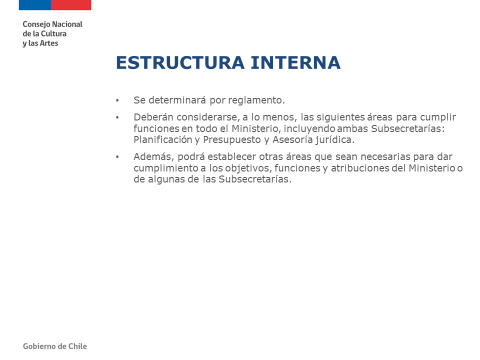 Consejo Nacional
de la Cultura
y las Artes
ESTRUCTURA INTERNA
• Se determinará por reglamento.
• Deberán considerarse, a lo menos, las siguientes áreas para cumplir
funciones en todo el Ministerio, incluyendo ambas Subsecretarías:
Planificación y Presupuesto y Asesoría jurídica.
• Además, podrá establecer otras áreas que sean necesarias para dar
cumplimiento a los objetivos, funciones y atribuciones del Ministerio o
de algunas de las Subsecretarías.
Gobierno de Chile